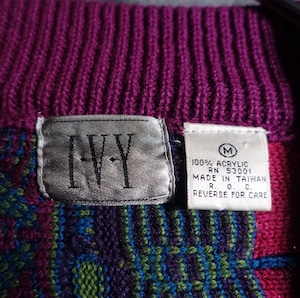 I·V·Y
M
100% ACRYLIC
RN 53001
MADE IN TAIWAN
R. O. C.
REVERSE FOR CARE